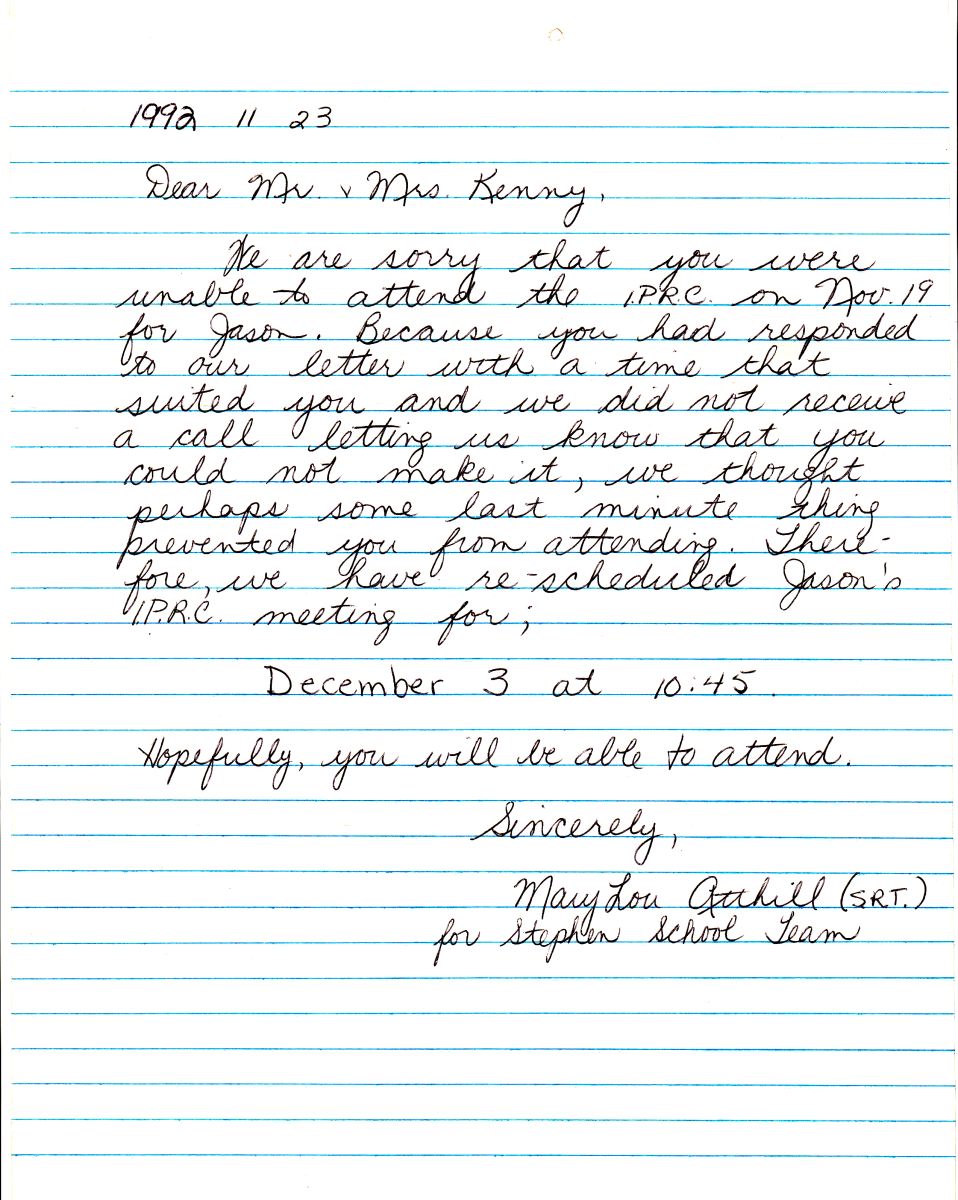 1992 11 23
Dear Mr. & Mrs. Kenny,
We are sorry that you were
unable to attend the I.P.R.C. on Nov. 19
for Jason. Because you had responded
to our letter with a time that
suited you and we did not receive
a call letting us know that you
could not make it, we thought
perhaps some last minute thing
prevented you from attending. There-
fore, we have re-scheduled Jason's
I.P.R.C. meeting for;
December 3 at 10:45.
Hopefully, you will be able to attend.
Sincerely,
Mary Lou Atthill (S.R.T.)
for Stephen School Team